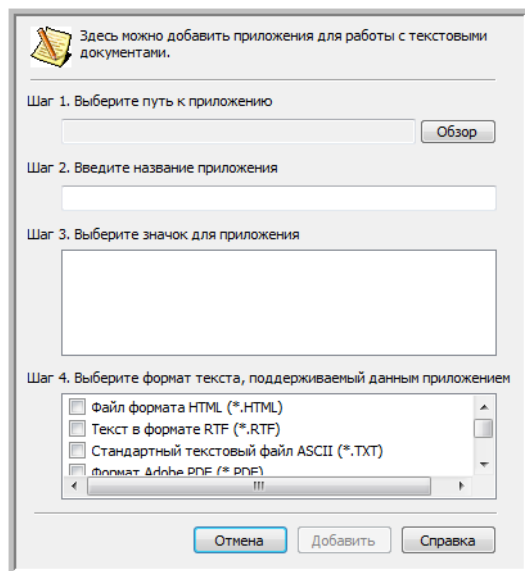 Здесь можно добавить приложения для работы с текстовыми
документами.
Шаг 1. Выберите путь к приложению
Обзор
Шаг 2. Введите название приложения
Шаг 3. Выберите значок для приложения
Шаг 4. Выберите формат текста, поддерживаемый данным приложением
Файл формата HTML (*.HTML)
Текст в формате RTF (*.RTF)
Стандартный текстовый файл ASCII (*.TXT)
Формат Adobe PDF (*.PDF)
Отмена Добавить Справка